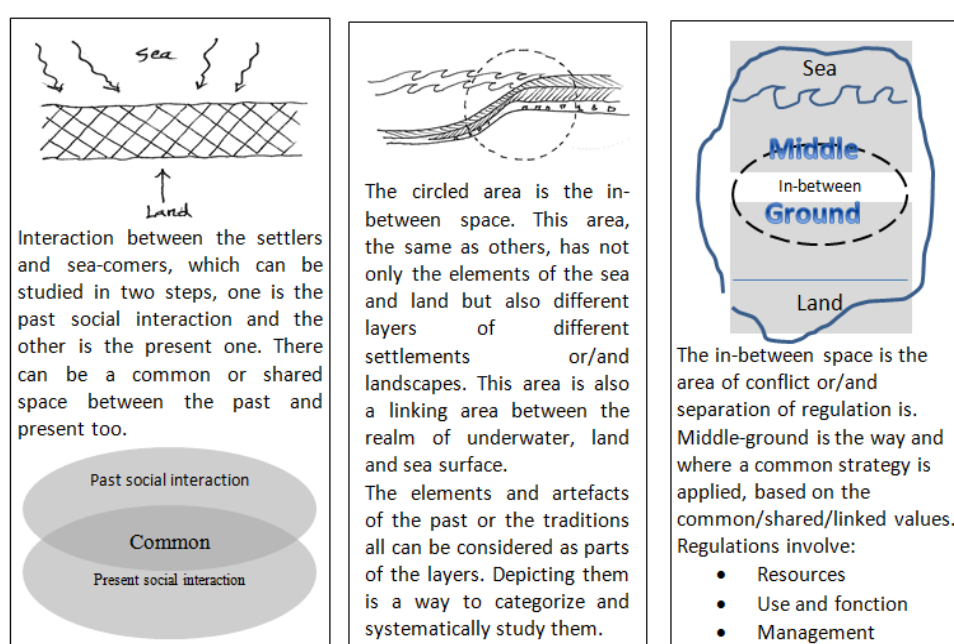 Sea
Land
Interaction between the settlers
and sea-comers, which can be
studied in two steps, one is the
past social interaction and the
other is the present one. There
can be a common or shared
space between the past and
present too.
Past social interaction
Common
Present social interaction
The circled area is the in-
between space. This area,
the same as others, has not
only the elements of the sea
and land but also different
layers of different
settlements or/and
landscapes. This area is also
a linking area between the
realm of underwater, land
and sea surface.
The elements and artefacts
of the past or the traditions
all can be considered as parts
of the layers. Depicting them
is a way to categorize and
systematically study them.
Sea
Middle
In-between
Ground
Land
The in-between space is the
area of conflict or/and
separation of regulation is.
Middle-ground is the way and
where a common strategy is
applied, based on the
common/shared/linked values.
Regulations involve:
• Resources
• Use and fonction
• Management